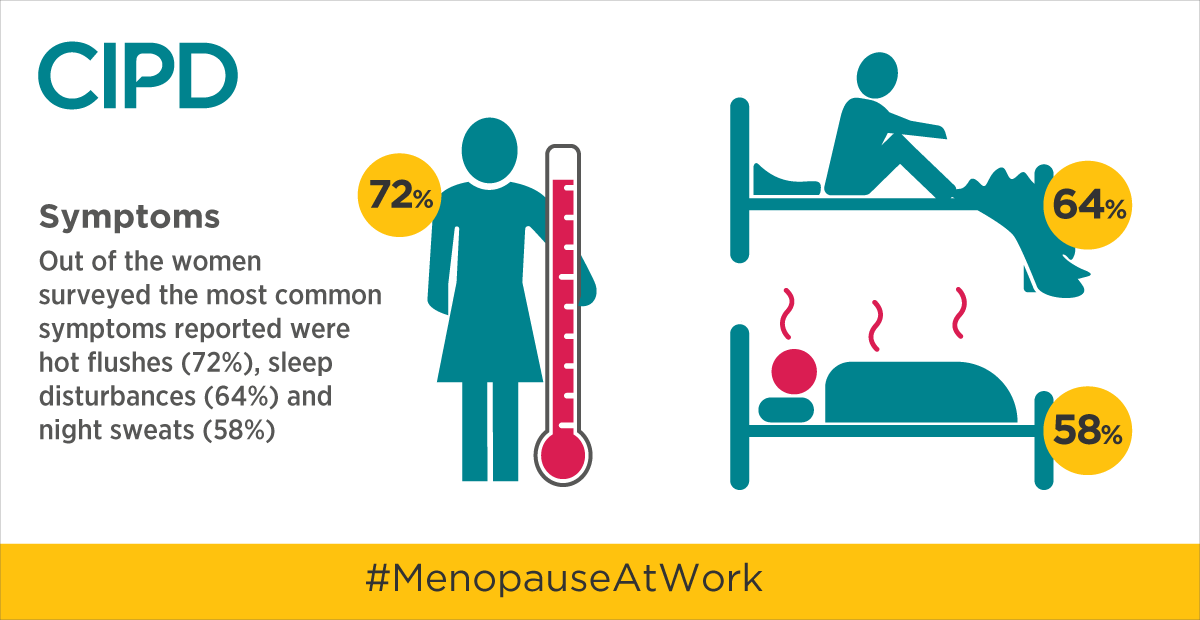 CIPD
72%
64%
Symptoms
Out of the women
surveyed the most common
symptoms reported were
hot flushes (72%), sleep
disturbances (64%) and
night sweats (58%)
58%
#MenopauseAtWork